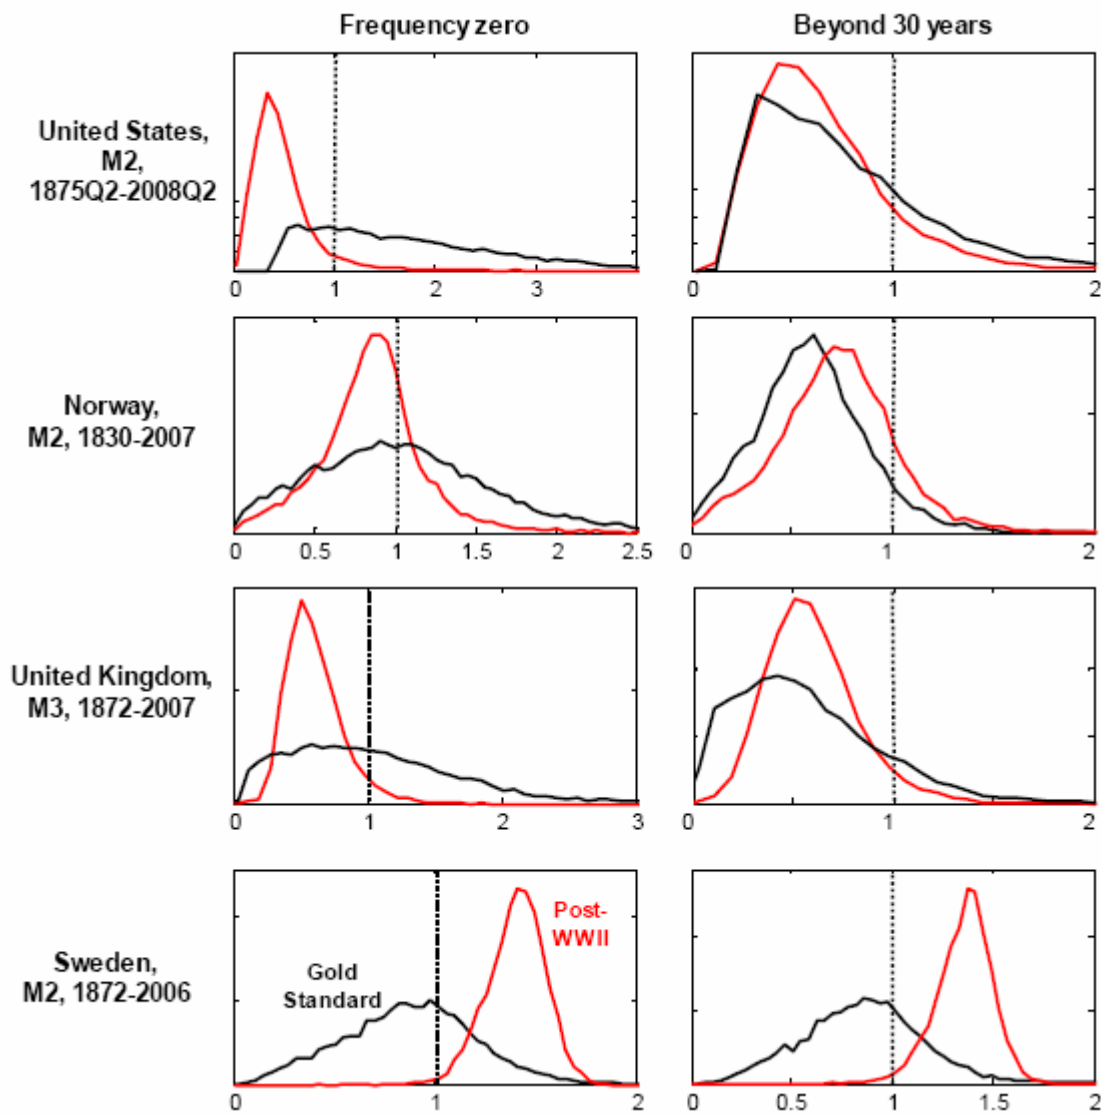 Frequency zero
Beyond 30 years
United States,
M2,
1875Q2-2008Q2
0 1 2 3
0 1 2
Norway,
M2, 1830-2007
0 0.5 1 1.5 2 2.5
0 1 2
United Kingdom,
M3, 1872-2007
0 1 2 3
0 1 2
Sweden,
M2, 1872-2006
Gold
Standard
Post-
WWII
0 1 2
0 0.5 1 1.5 2